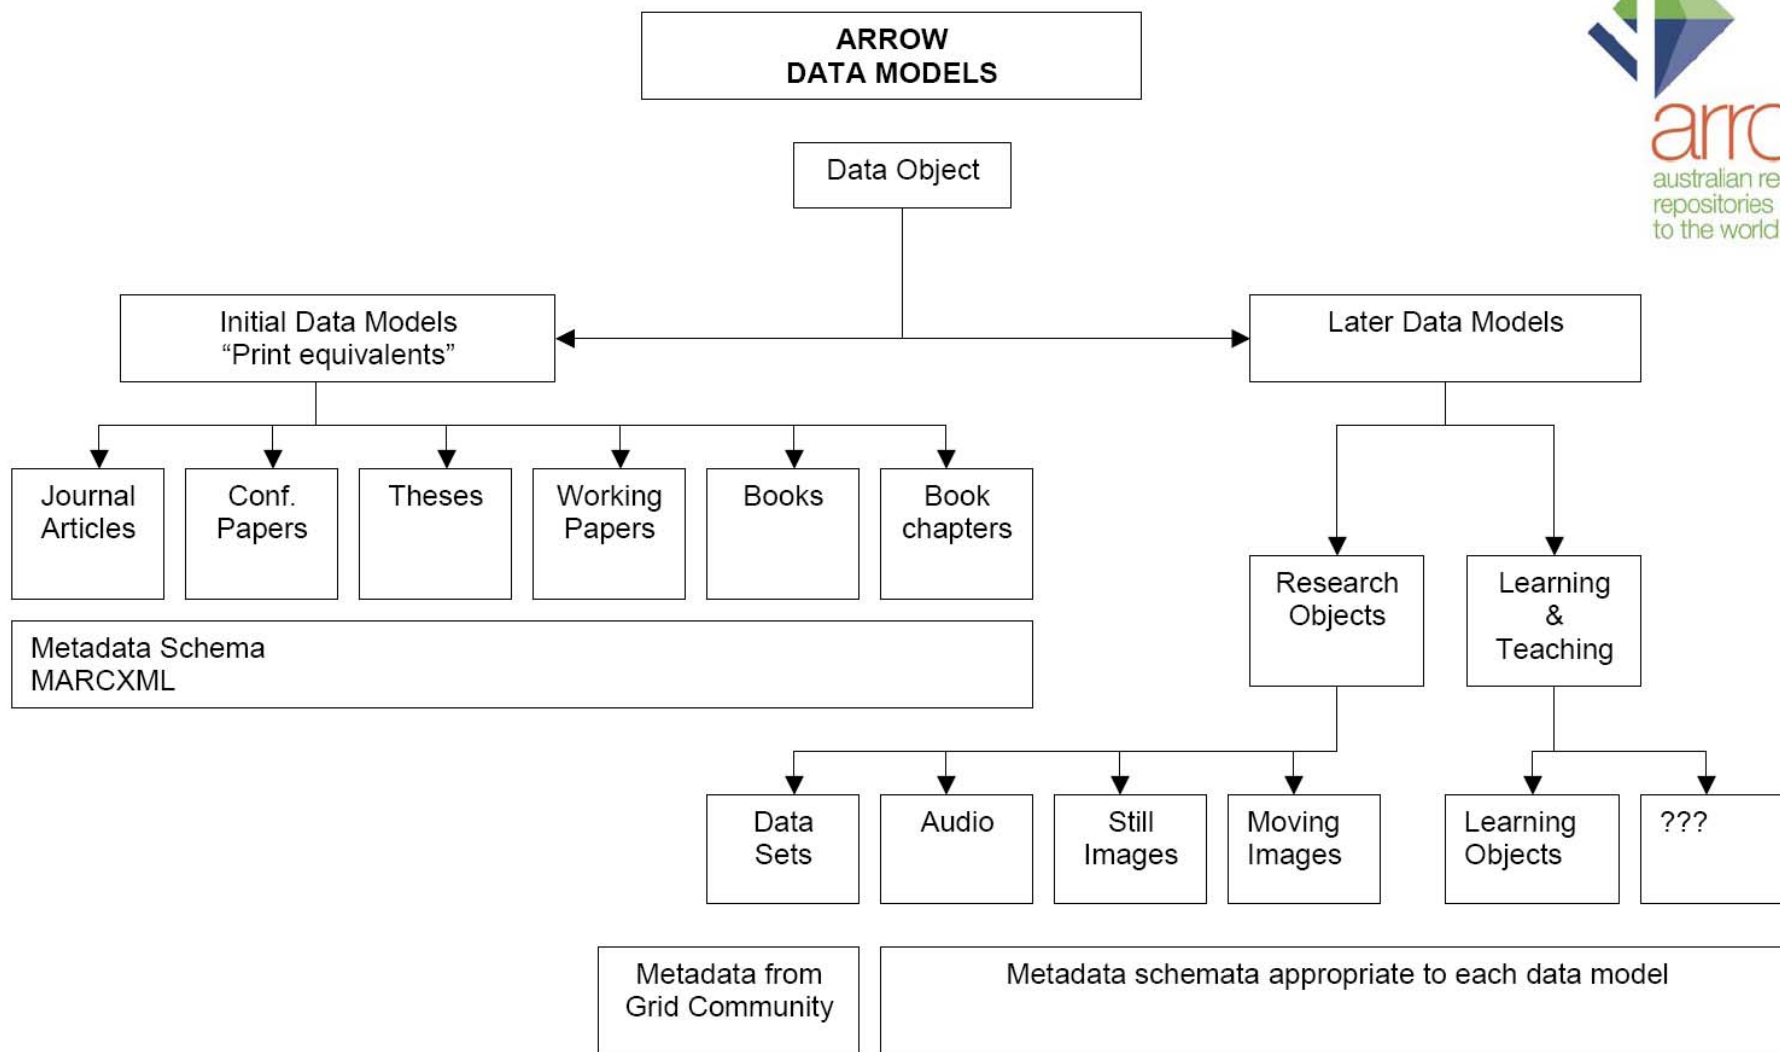 ARROW
DATA MODELS
Data Object
australian re
repositories
to the world
Initial Data Models
“Print equivalents”
Later Data Models
Journal
Articles
Conf.
Papers
Theses
Working
Papers
Books
Book
chapters
Metadata Schema
MARCXML
Research
Objects
Learning
&
Teaching
Data
Sets
Audio
Still
Images
Moving
Images
Learning
Objects
???
Metadata from
Grid Community
Metadata schemata appropriate to each data model